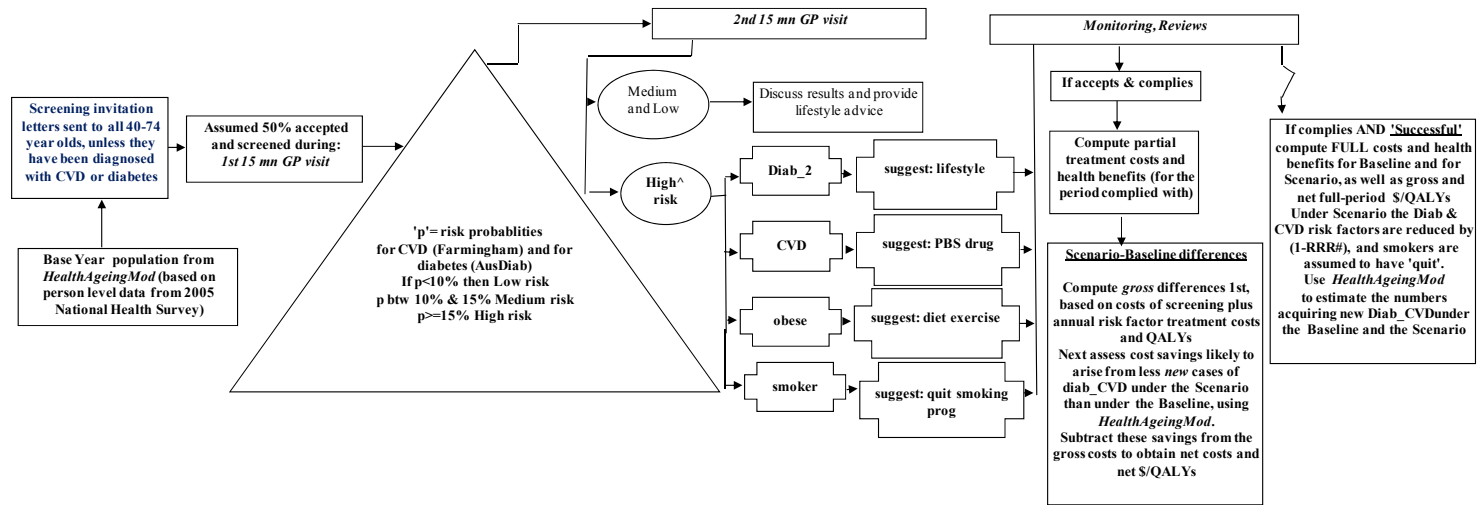 2nd 15 mn GP visit
Monitoring, Reviews
Screening invitation
letters sent to all 40-74
year olds, unless they
have been diagnosed
with CVD or diabetes
Assumed 50% accepted
and screened during:
1st 15 mn GP visit
Base Year population from
HealthAgeingMod (based on
person level data from 2005
National Health Survey)
'p'= risk probablities
for CVD (Farmingham) and for
diabetes (AusDiab)
If p<10% then Low risk
p btw 10% & 15% Medium risk
p>=15% High risk
Medium
and Low
Discuss results and provide
lifestyle advice
High^
risk
Diab_2
suggest: lifestyle
CVD
suggest: PBS drug
obese
suggest: diet exercise
smoker
suggest: quit smoking
prog
If accepts & complies
Compute partial
treatment costs and
health benefits (for the
period complied with)
Scenario-Baseline differences
Compute gross differences 1st,
based on costs of screening plus
annual risk factor treatment costs
and QALYs
Next assess cost savings likely to
arise from less new cases of
diab_CVD under the Scenario
than under the Baseline, using
HealthAgeingMod.
Subtract these savings from the
gross costs to obtain net costs and
net $/QALYs
If complies AND 'Successful'
compute FULL costs and health
benefits for Baseline and for
Scenario, as well as gross and
net full-period $/QALYs
Under Scenario the Diab &
CVD risk factors are reduced by
(1-RRR#), and smokers are
assumed to have 'quit'.
Use HealthAgeingMod
to estimate the numbers
acquiring new Diab_CVDunder
the Baseline and the Scenario